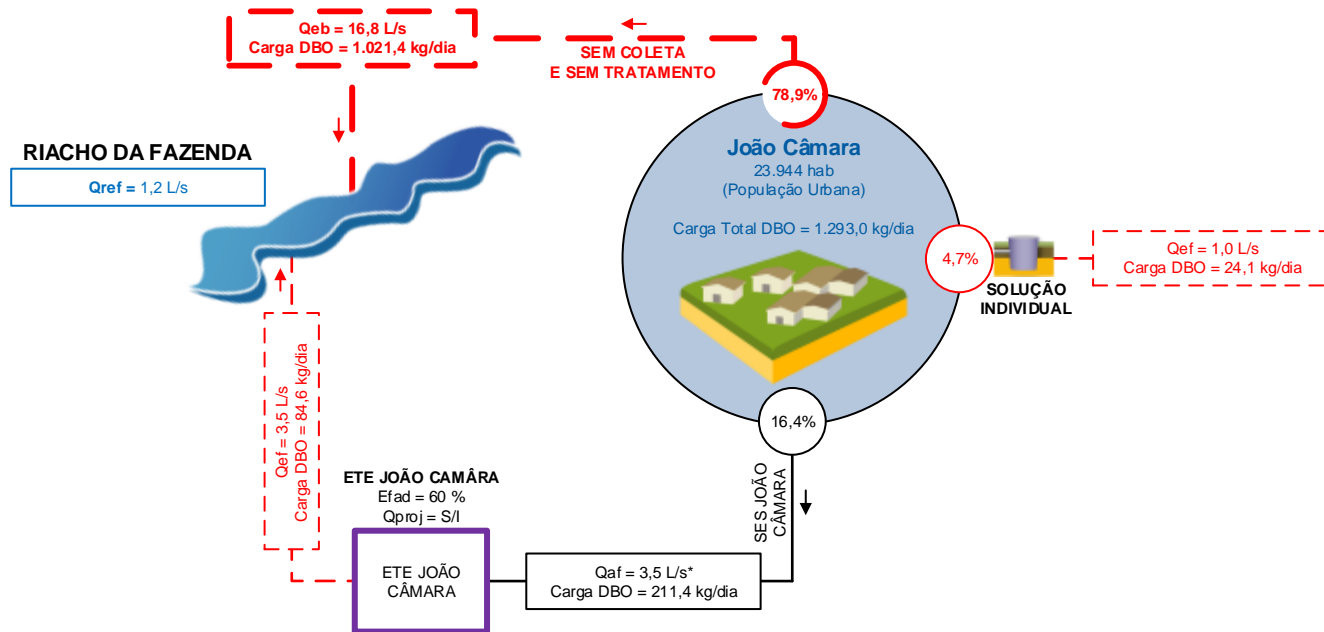 Qeb = 16,8 L/s
Carga DBO = 1.021,4 kg/dia
SEM COLETA
E SEM TRATAMENTO
78,9%
RIACHO DA FAZENDA
Qref = 1,2 L/s
João Câmara
23.944 hab
(População Urbana)
Carga Total DBO = 1.293,0 kg/dia
4,7%
SOLUÇÃO
INDIVIDUAL
Qef = 1,0 L/s
Carga DBO = 24,1 kg/dia
16,4%
SES JOÃO
CÂMARA
Qef = 3,5 L/s
Carga DBO = 84,6 kg/dia
ETE JOÃO CAMÂRA
Efad = 60 %
Qproj = S/I
ETE JOÃO
CÂMARA
Qaf = 3,5 L/s*
Carga DBO = 211,4 kg/dia